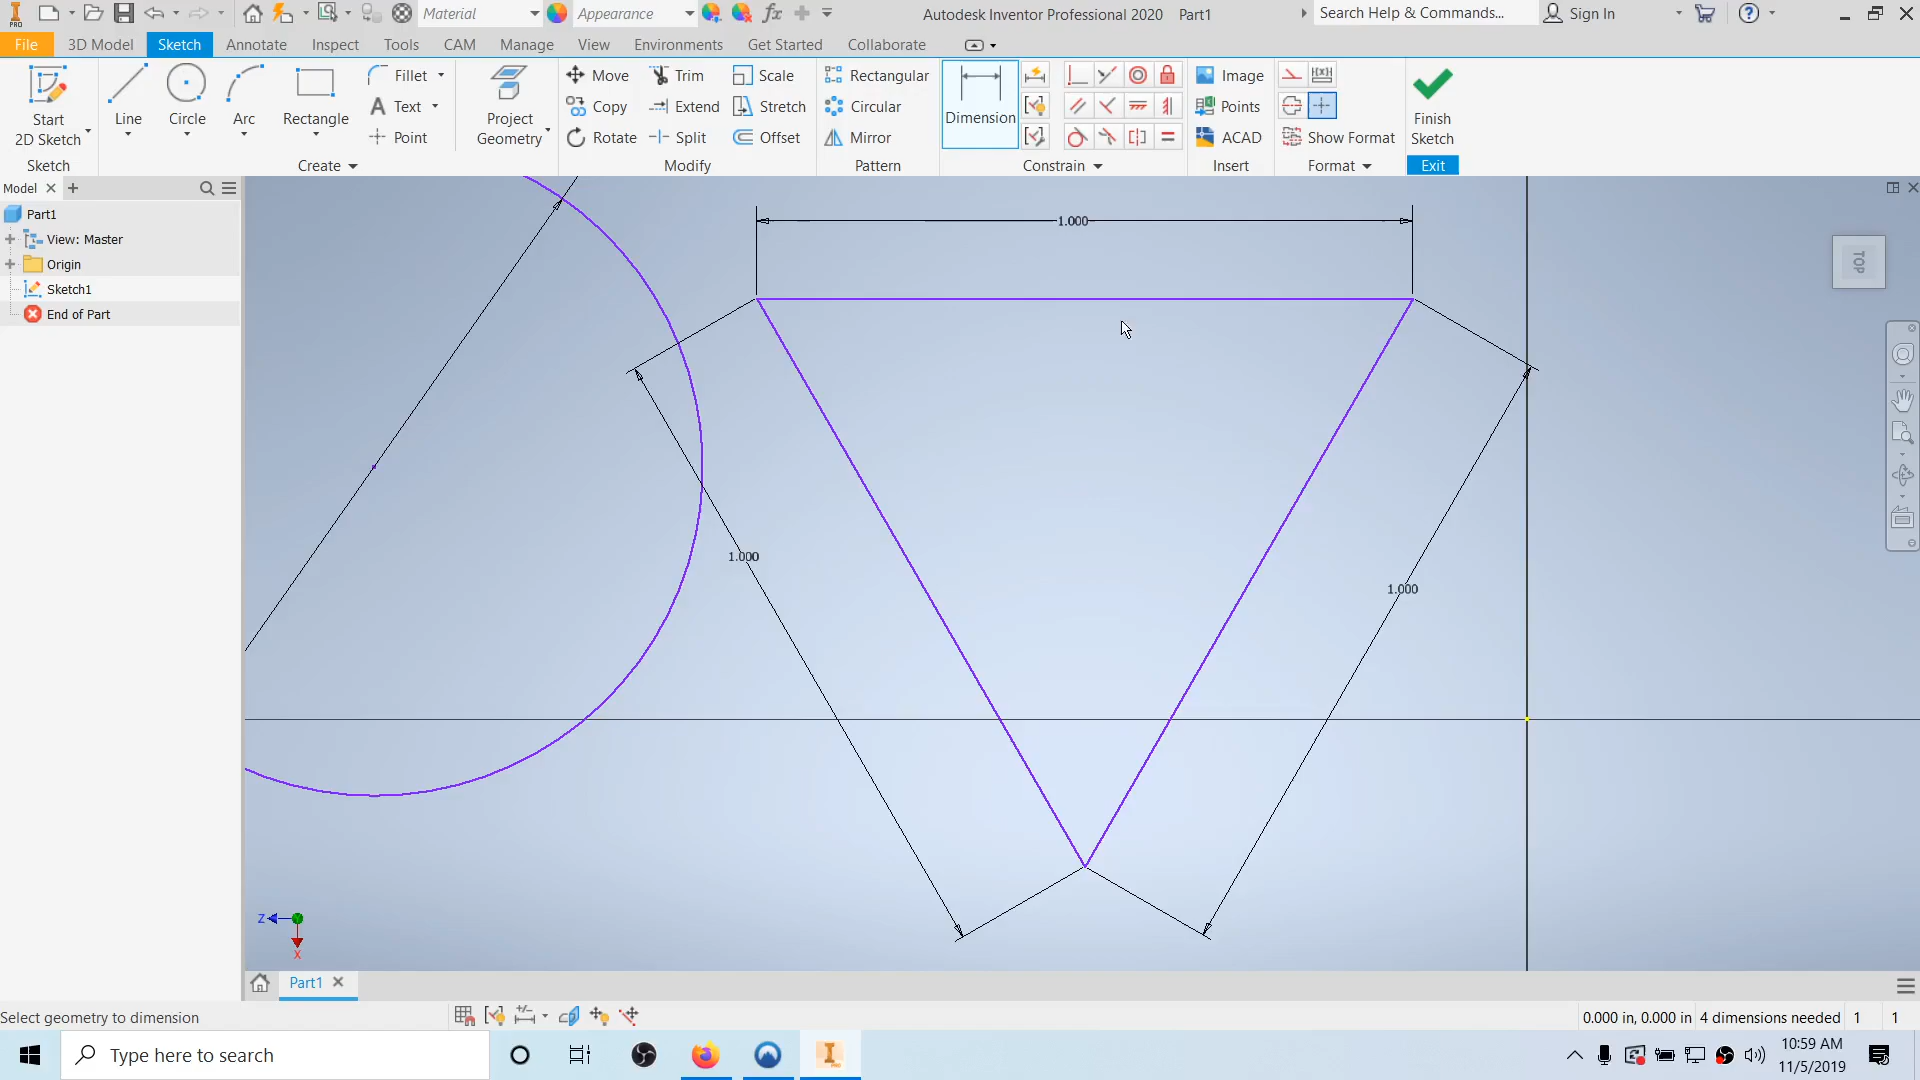 PRO
Material
Appearance
fx
Autodesk Inventor Professional 2020 Part1
Search Help & Commands...
Sign In
File
3D Model
Sketch
Annotate
Inspect
Tools
CAM
Manage
View
Environments
Get Started
Collaborate
Start
2D Sketch
Line
Circle
Arc
Rectangle
Fillet
Text
Point
Project
Geometry
Move
Copy
Rotate
Trim
Extend
Split
Scale
Stretch
Offset
Rectangular
Circular
Mirror
Dimension
Image
Points
ACAD
Show Format
Finish
Sketch
Sketch
Create
Modify
Pattern
Constrain
Insert
Format
Exit
Model
Part1
View: Master
Origin
Sketch1
End of Part
1.000
1.000
1.000
TOP
Z
X
Part1
Select geometry to dimension
0.000 in, 0.000 in
4 dimensions needed
1
1
Type here to search
10:59 AM
11/5/2019